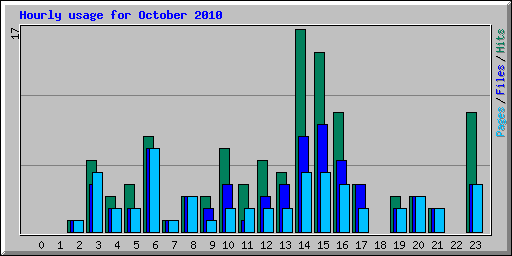 Hourly usage for October 2010
17
Pages / Files / Hits
0 1 2 3 4 5 6 7 8 9 10 11 12 13 14 15 16 17 18 19 20 21 22 23